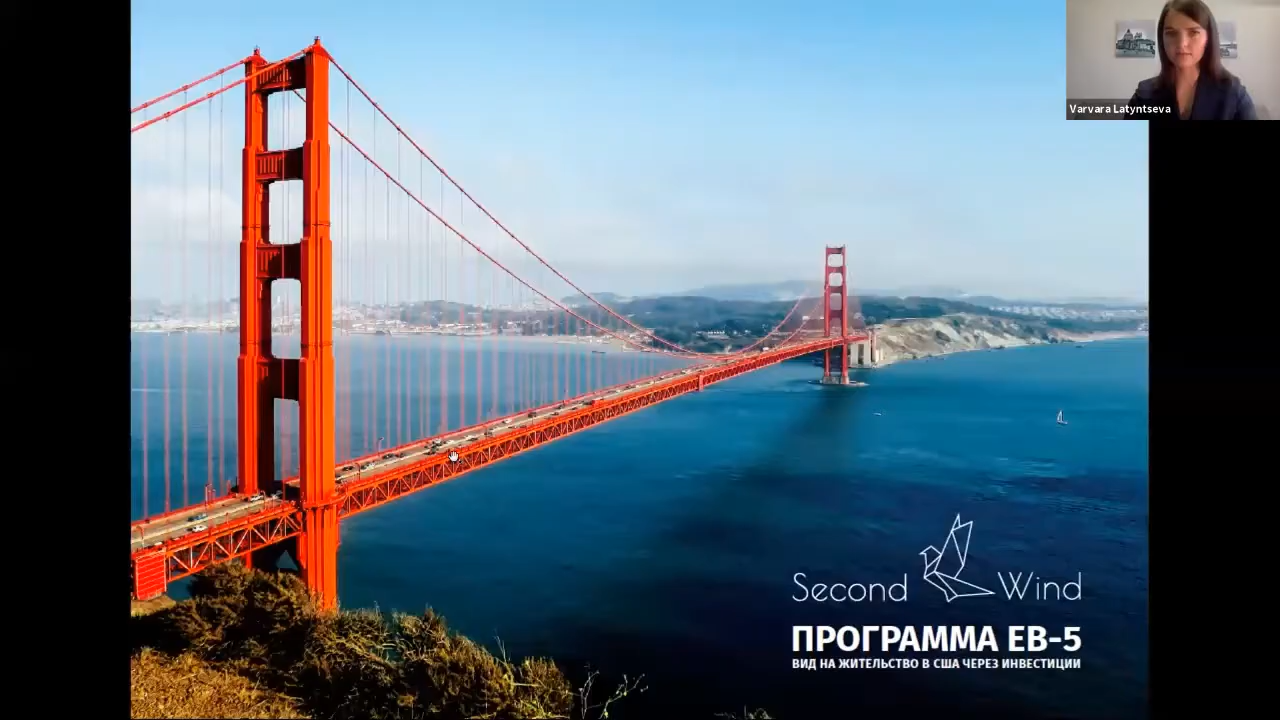 Varvara Latyntseva
Second Wind
ПРОГРАММА EB-5
ВИД НА ЖИТЕЛЬСТВО В США ЧЕРЕЗ ИНВЕСТИЦИИ